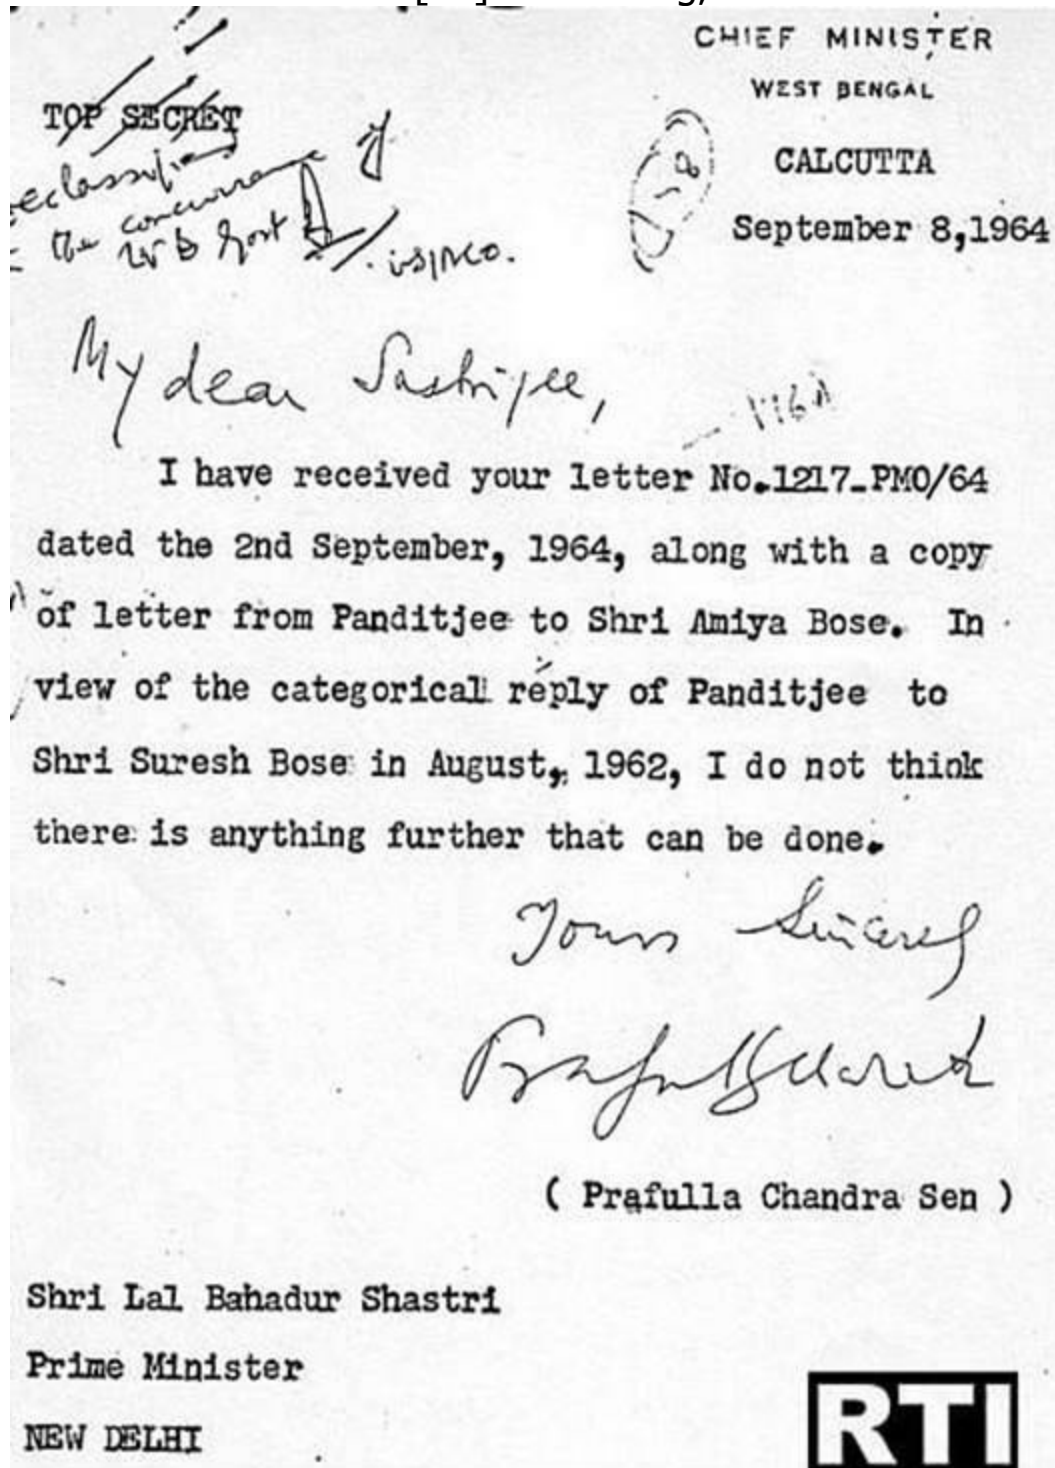 CHIEF MINISTER
WEST BENGAL
TOP SECRET
CALCUTTA
September 8,1964
the concurrence of
W B Govt
My dear Sastrijee,
I have received your letter No.1217-PMO/64
dated the 2nd September, 1964, along with a copy
of letter from Panditjee to Shri Amiya Bose. In
view of the categorical reply of Panditjee to
Shri Suresh Bose in August, 1962, I do not think
there is anything further that can be done.
Yours Sincerely
( Prafulla Chandra Sen )
Shri Lal Bahadur Shastri
Prime Minister
NEW DELHI
RTI